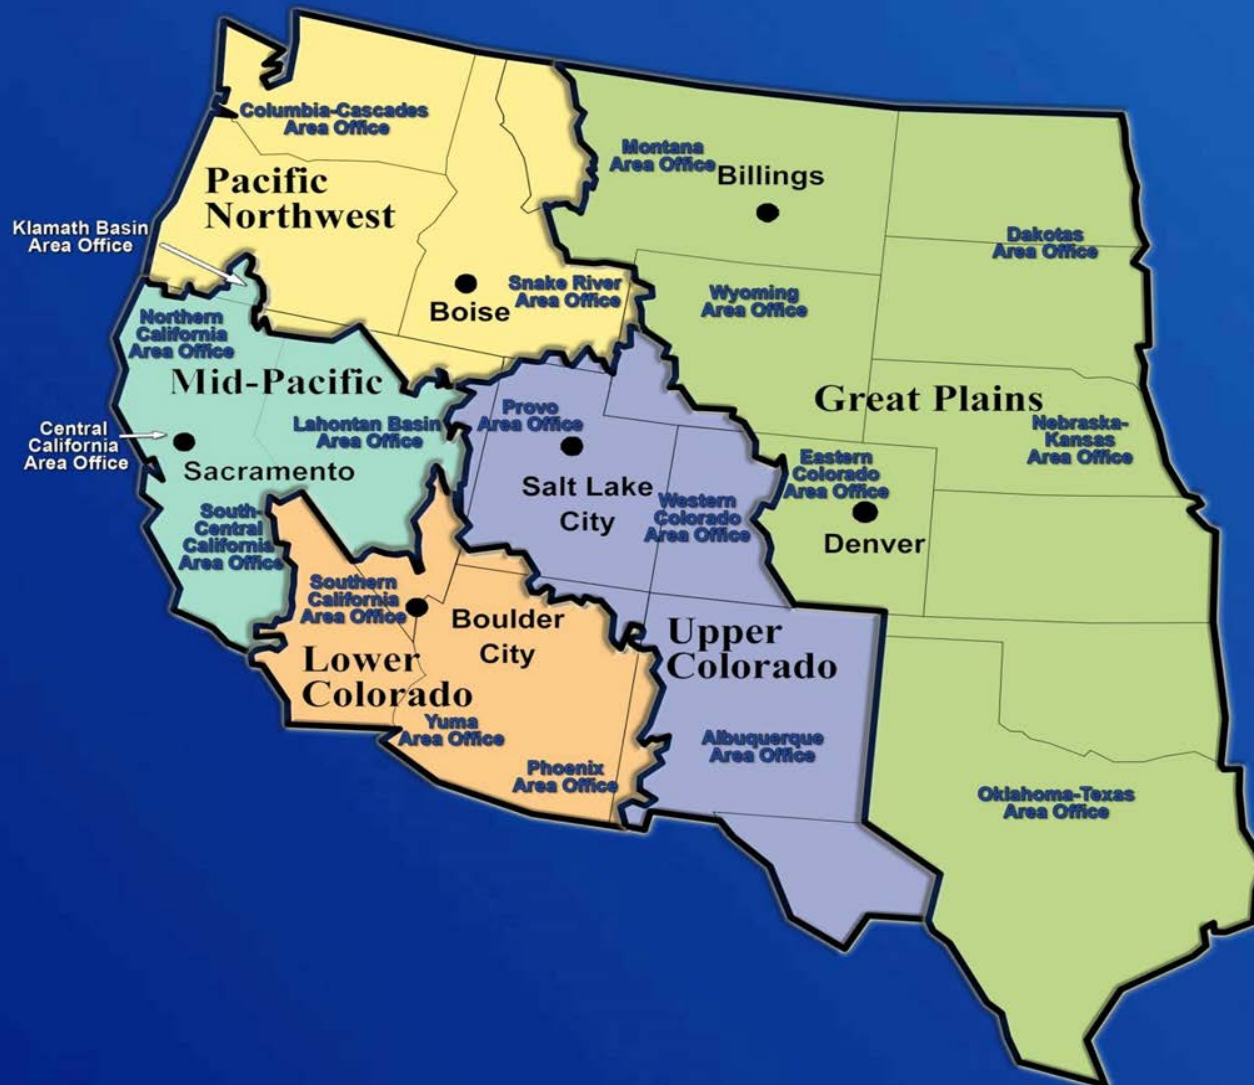 Columbia-Cascades
Area Office
Pacific
Northwest
Klamath Basin
Area Office
Boise
Snake River
Area Office
Montana
Area Office
Billings
Dakotas
Area Office
Wyoming
Area Office
Great Plains
Nebraska-
Kansas
Area Office
Eastern
Colorado
Area Office
Denver
Oklahoma-Texas
Area Office
Northern
California
Area Office
Mid-Pacific
Lahontan Basin
Area Office
Central
California
Area Office
Sacramento
South-
Central
California
Area Office
Provo
Area Office
Salt Lake
City
Western
Colorado
Area Office
Upper
Colorado
Albuquerque
Area Office
Southern
California
Area Office
Boulder
City
Lower
Colorado
Yuma
Area Office
Phoenix
Area Office